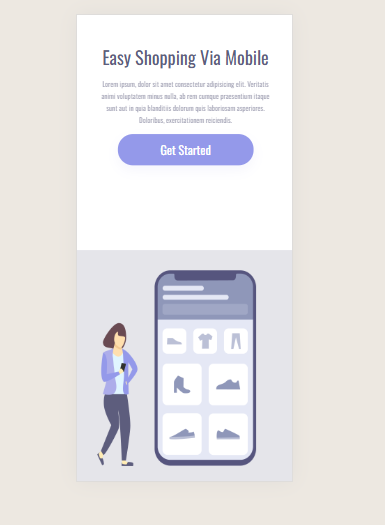 Easy Shopping Via Mobile
Lorem ipsum, dolor sit amet consectetur adipisicing elit. Veritatis
animi voluptatem minus nulla, ab rem cumque praesentium itaque
sunt aut in quia blanditiis dolorum quis laboriosam asperiores.
Doloribus, exercitationem reiciendis.
Get Started